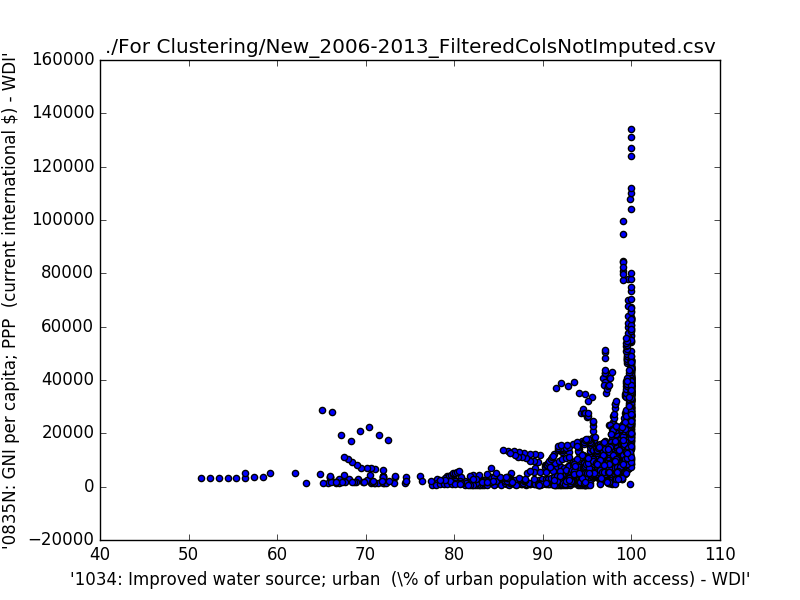 ./For Clustering/New_2006-2013_FilteredColsNotImputed.csv
'0835N: GNI per capita; PPP (current international $) - WDI'
160000
140000
120000
100000
80000
60000
40000
20000
0
−20000
40 50 60 70 80 90 100 110
'1034: Improved water source; urban (\% of urban population with access) - WDI'